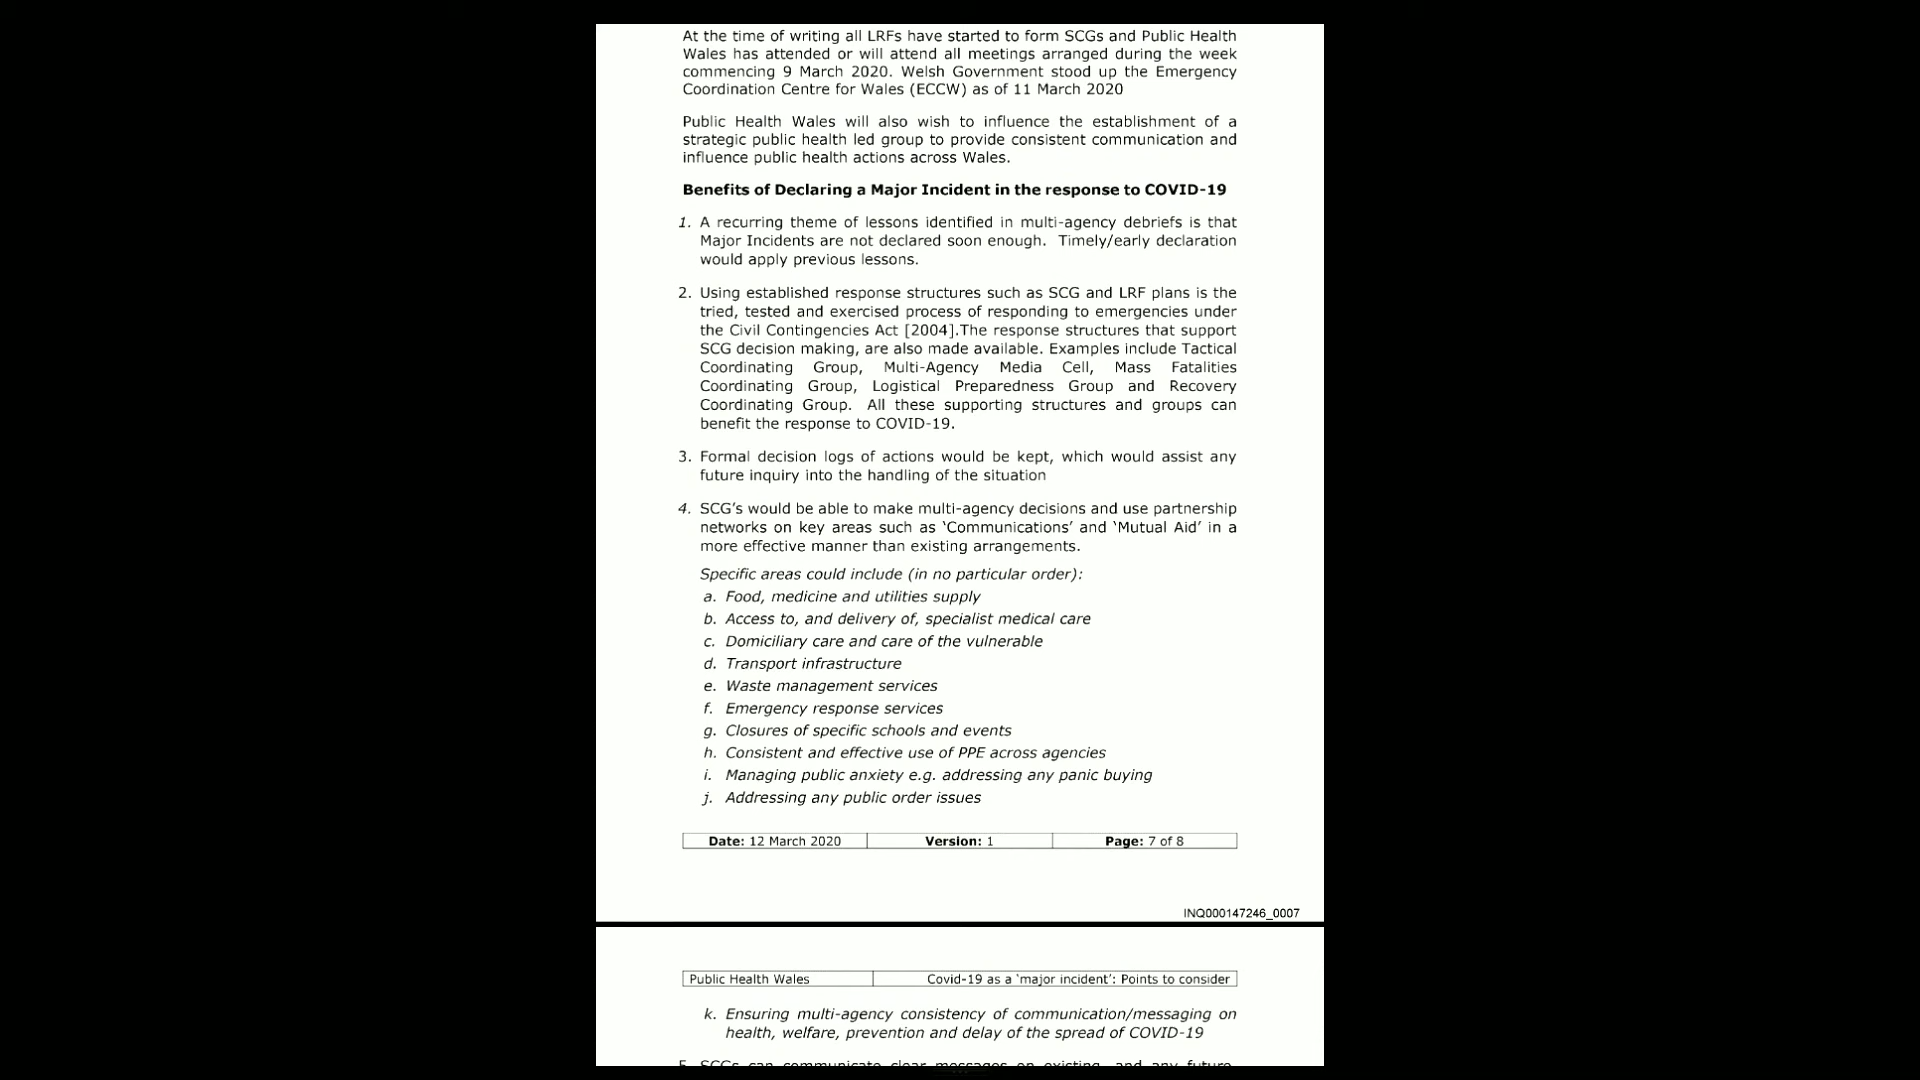 At the time of writing all LRFs have started to form SCGs and Public Health
Wales has attended or will attend all meetings arranged during the week
commencing 9 March 2020. Welsh Government stood up the Emergency
Coordination Centre for Wales (ECCW) as of 11 March 2020
Public Health Wales will also wish to influence the establishment of a
strategic public health led group to provide consistent communication and
influence public health actions across Wales.
Benefits of Declaring a Major Incident in the response to COVID-19
1. A recurring theme of lessons identified in multi-agency debriefs is that
Major Incidents are not declared soon enough. Timely/early declaration
would apply previous lessons.
2. Using established response structures such as SCG and LRF plans is the
tried, tested and exercised process of responding to emergencies under
the Civil Contingencies Act [2004].The response structures that support
SCG decision making, are also made available. Examples include Tactical
Coordinating Group, Multi-Agency Media Cell, Mass Fatalities
Coordinating Group, Logistical Preparedness Group and Recovery
Coordinating Group. All these supporting structures and groups can
benefit the response to COVID-19.
3. Formal decision logs of actions would be kept, which would assist any
future inquiry into the handling of the situation
4. SCG's would be able to make multi-agency decisions and use partnership
networks on key areas such as ‘Communications’ and ‘Mutual Aid’ in a
more effective manner than existing arrangements.
Specific areas could include (in no particular order):
a. Food, medicine and utilities supply
b. Access to, and delivery of, specialist medical care
c. Domiciliary care and care of the vulnerable
d. Transport infrastructure
e. Waste management services
f. Emergency response services
g. Closures of specific schools and events
h. Consistent and effective use of PPE across agencies
i. Managing public anxiety e.g. addressing any panic buying
j. Addressing any public order issues
Date: 12 March 2020 Version: 1 Page: 7 of 8
INQ000147246_0007
Public Health Wales Covid-19 as a ‘major incident’: Points to consider
k. Ensuring multi-agency consistency of communication/messaging on
health, welfare, prevention and delay of the spread of COVID-19
5. SCGs can communicate clear messages on existing, and any future,